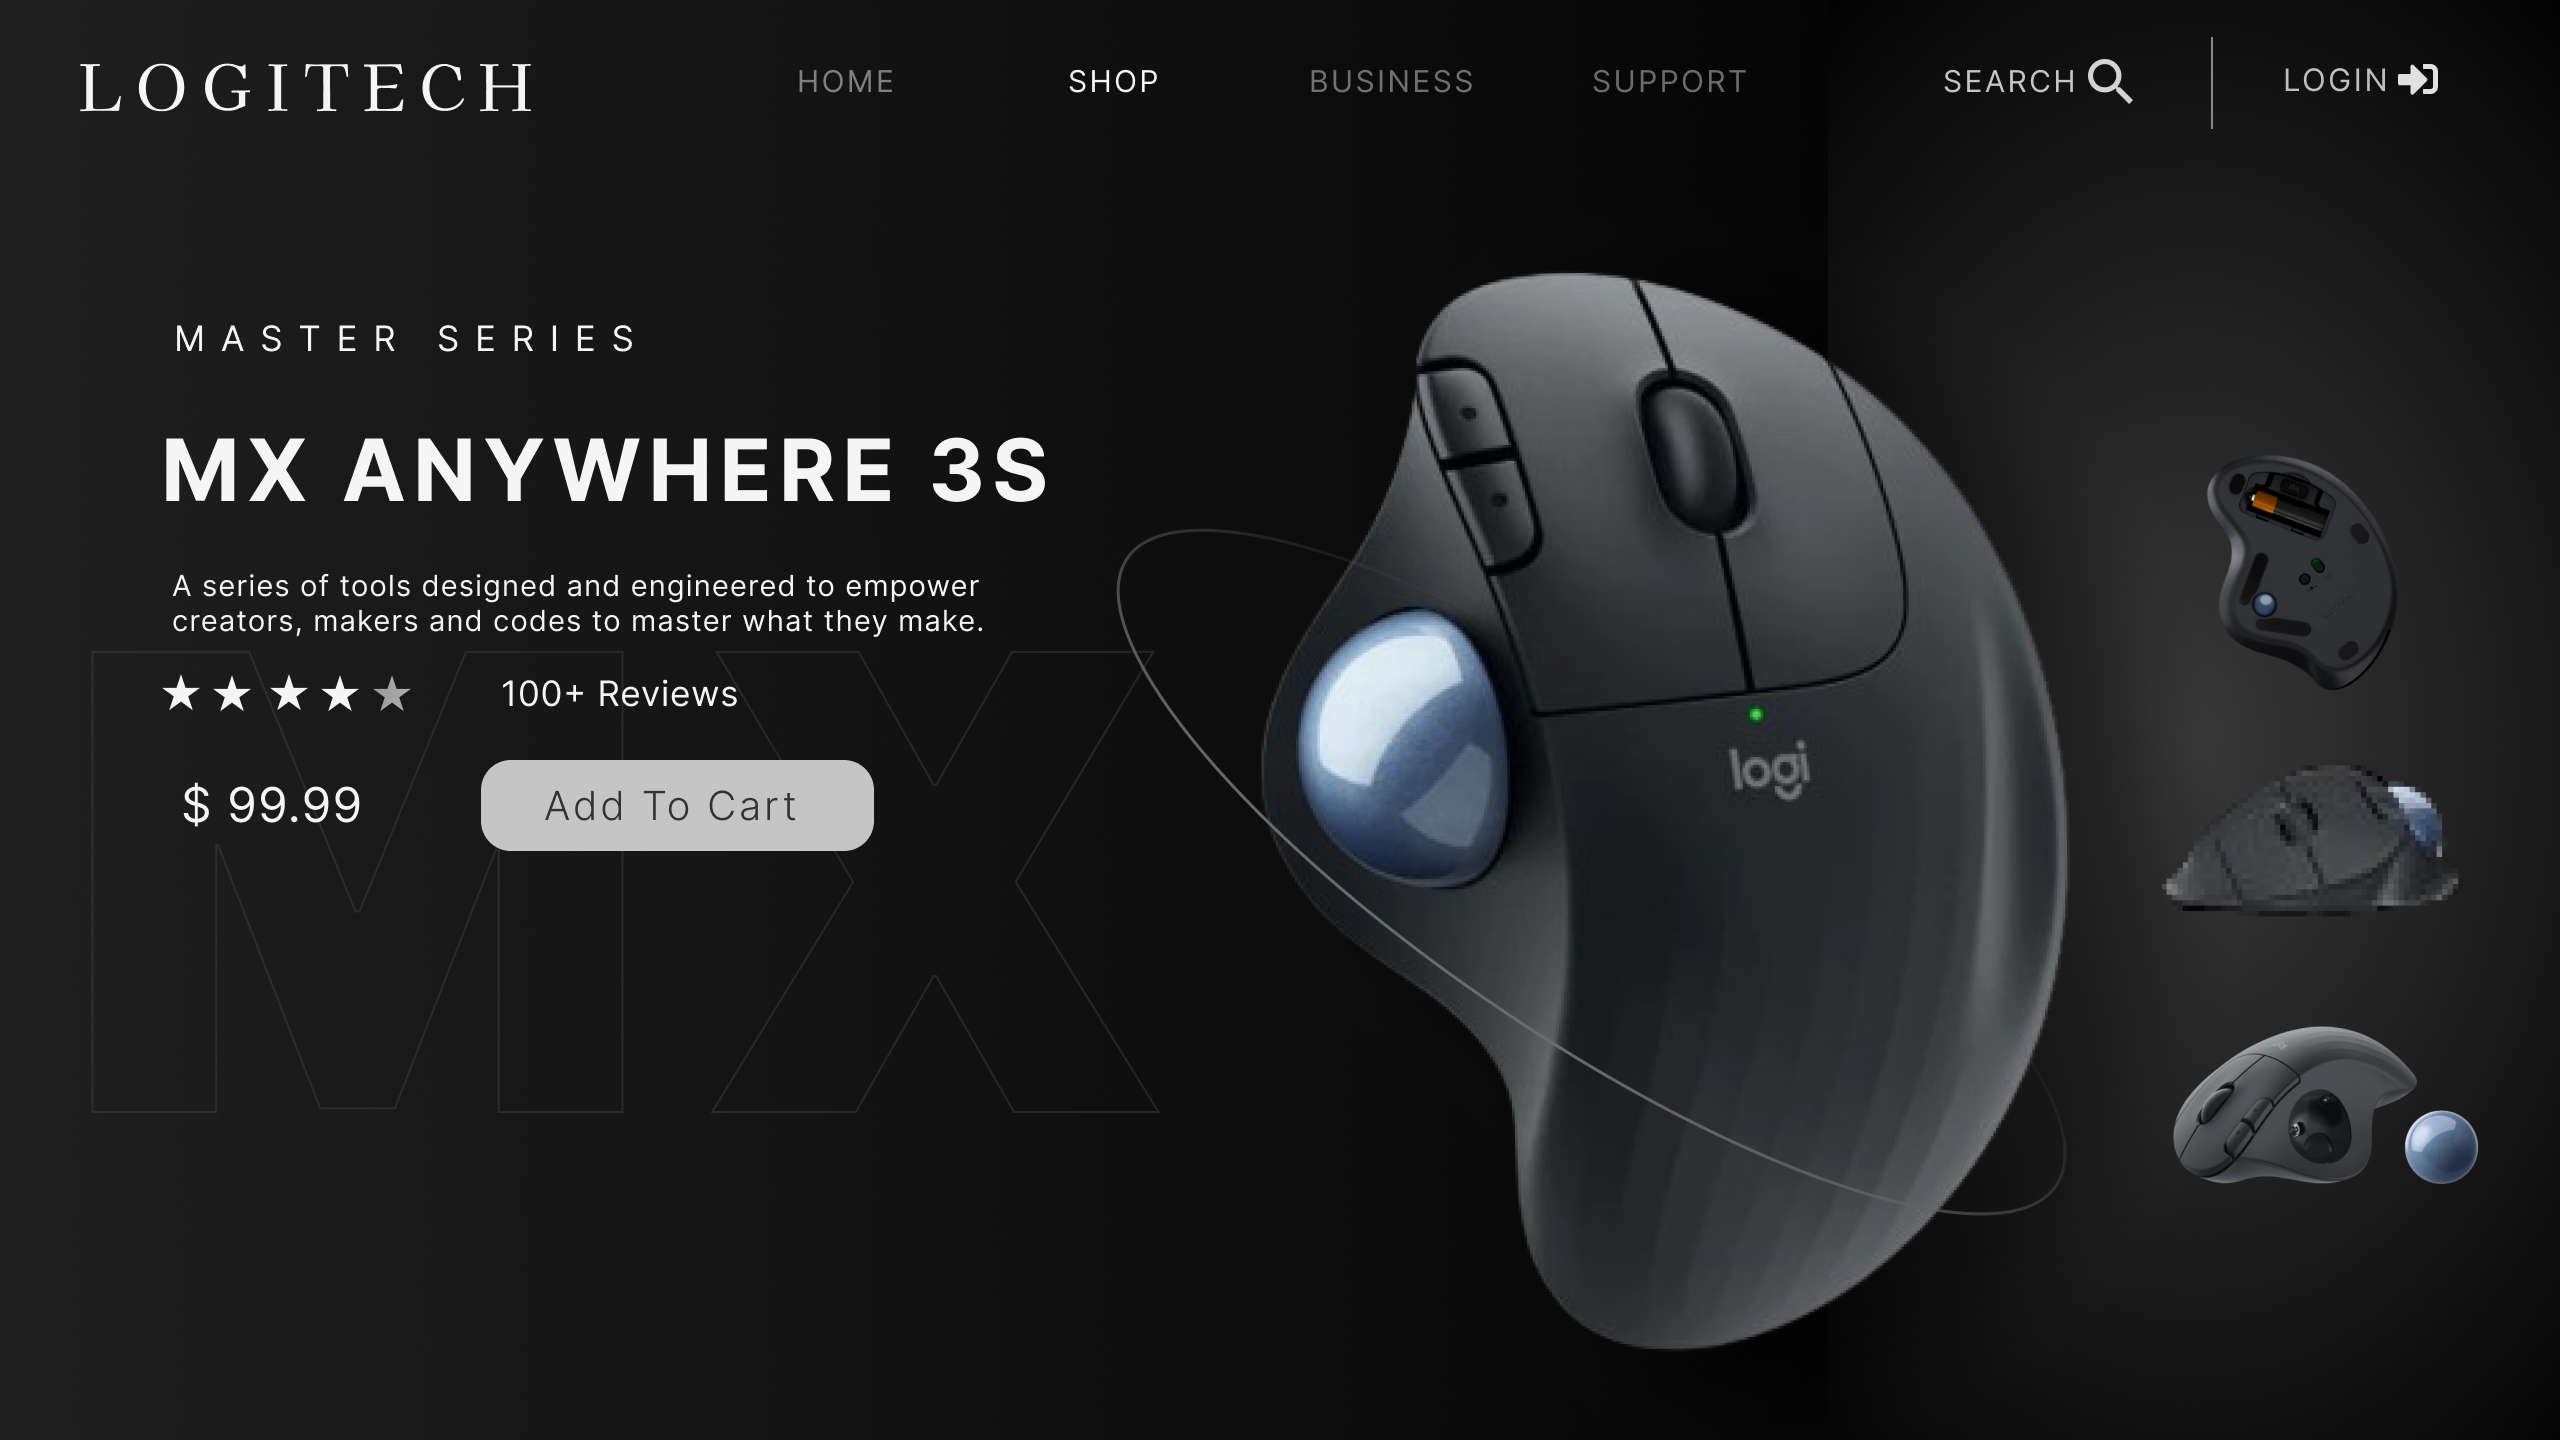 LOGITECH
HOME
SHOP
BUSINESS
SUPPORT
SEARCH
LOGIN
MASTER SERIES
MX ANYWHERE 3S
A series of tools designed and engineered to empower
creators, makers and codes to master what they make.
MX
100+ Reviews
$ 99.99
Add To Cart
logi